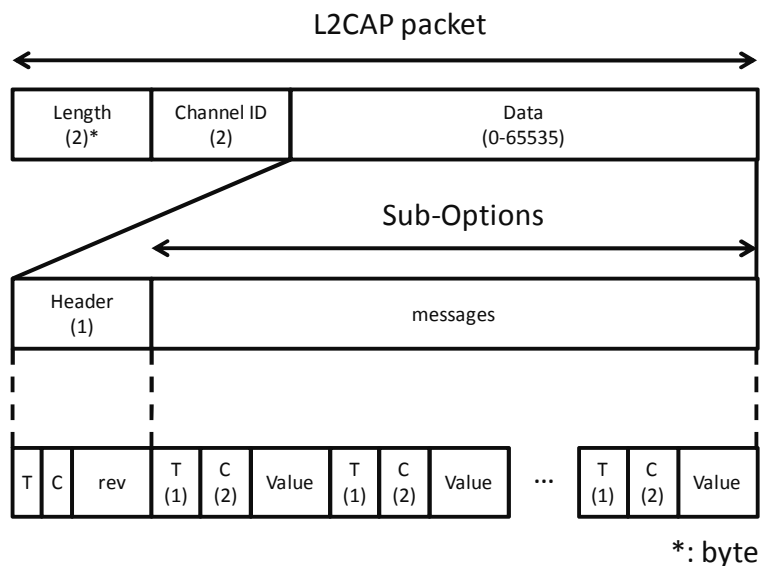 L2CAP packet
Length
(2)*
Channel ID
(2)
Data
(0-65535)
Sub-Options
Header
(1)
messages
T
C
rev
T
(1)
C
(2)
Value
T
(1)
C
(2)
Value
...
T
(1)
C
(2)
Value
*: byte